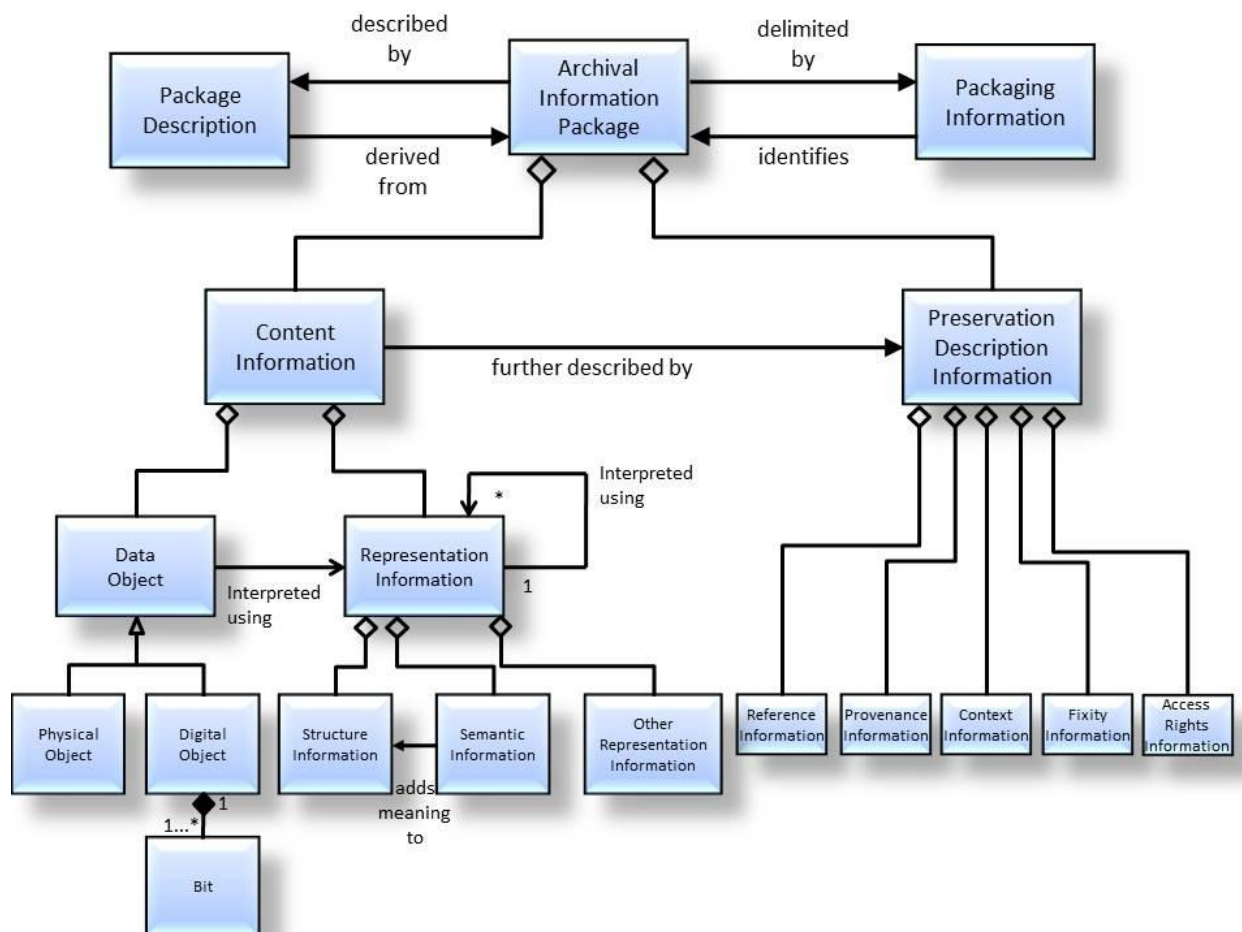 described
by
delimited
by
Package
Description
Archival
Information
Package
Packaging
Information
derived
from
identifies
Content
Information
further described by
Preservation
Description
Information
Data
Object
Interpreted
using
Representation
Information
*
1
Interpreted
using
Physical
Object
Digital
Object
Structure
Information
adds
meaning
to
Semantic
Information
Other
Representation
Information
Reference
Information
Provenance
Information
Context
Information
Fixity
Information
Access
Rights
Information
1
1...*
Bit